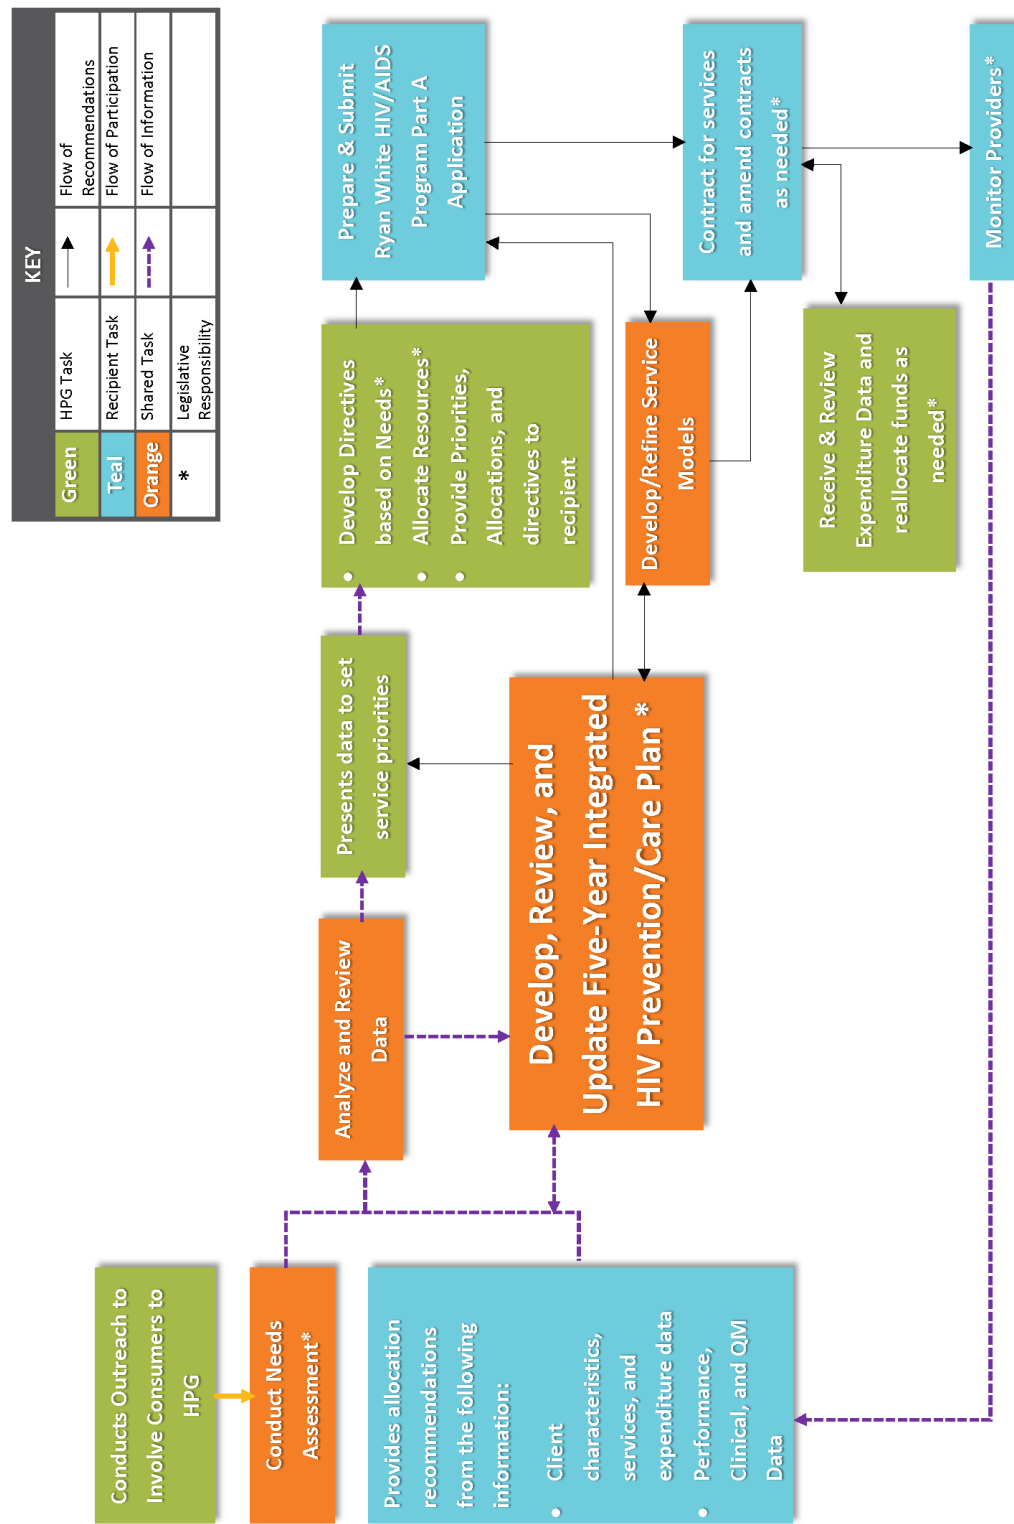 KEY
Green
HPG Task
Flow of
Recommendations
Teal
Recipient Task
Flow of Participation
Orange
Shared Task
Flow of Information
*
Legislative
Responsibility
Conducts Outreach to
Involve Consumers to
HPG
Conduct Needs
Assessment*
Provides allocation
recommendations
from the following
information:
• Client
characteristics,
services, and
expenditure data
• Performance,
Clinical, and QM
Data
Analyze and Review
Data
Presents data to set
service priorities
• Develop Directives
based on Needs*
• Allocate Resources*
• Provide Priorities,
Allocations, and
directives to
recipient
Prepare & Submit
Ryan White HIV/AIDS
Program Part A
Application
Develop, Review, and
Update Five-Year Integrated
HIV Prevention/Care Plan *
Develop/Refine Service
Models
Contract for services
and amend contracts
as needed*
Receive & Review
Expenditure Data and
reallocate funds as
needed*
Monitor Providers*